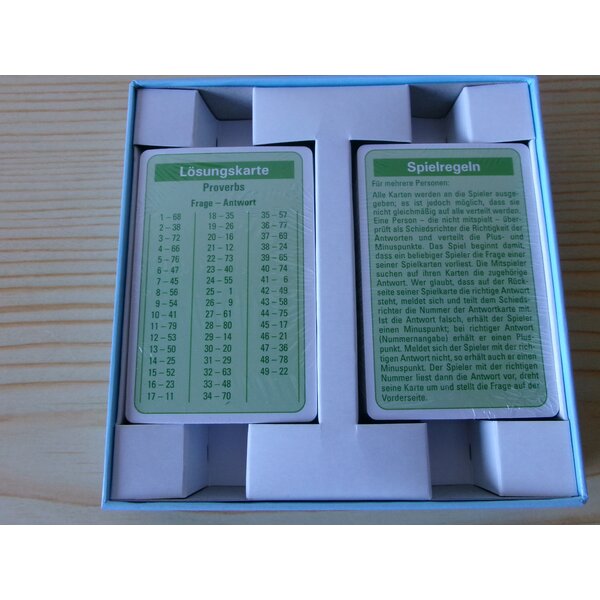 Lösungskarte
Proverbs
Frage – Antwort
1 – 68 18 – 35 35 – 57
2 – 38 19 – 26 36 – 77
3 – 72 20 – 16 37 – 69
4 – 66 21 – 12 38 – 24
5 – 76 22 – 73 39 – 65
6 – 47 23 – 40 40 – 74
7 – 45 24 – 55 41 – 6
8 – 56 25 – 1 42 – 49
9 – 54 26 – 9 43 – 58
10 – 41 27 – 61 44 – 75
11 – 79 28 – 80 45 – 17
12 – 53 29 – 14 46 – 21
13 – 50 30 – 20 47 – 36
14 – 25 31 – 29 48 – 78
15 – 52 32 – 63 49 – 22
16 – 23 33 – 48
17 – 11 34 – 70
Spielregeln
Für mehrere Personen:
Alle Karten werden an die Spieler ausge-
geben; es ist jedoch möglich, dass sie
nicht gleichmäßig auf alle verteilt werden.
Eine Person – die nicht mitspielt – über-
prüft als Schiedsrichter die Richtigkeit der
Antworten und verteilt die Plus- und
Minuspunkte. Das Spiel beginnt damit,
dass ein beliebiger Spieler die Frage einer
seiner Spielkarten vorliest. Die Mitspieler
suchen auf ihren Karten die zugehörige
Antwort. Wer glaubt, dass auf der Rück-
seite seiner Spielkarte die richtige Antwort
steht, meldet sich und teilt dem Schieds-
richter die Nummer der Antwortkarte mit.
Ist die Antwort falsch, erhält der Spieler
einen Minuspunkt; bei richtiger Antwort
(Nummernangabe) erhält er einen Plus-
punkt. Meldet sich der Spieler mit der rich-
tigen Antwort nicht, so erhält auch er einen
Minuspunkt. Der Spieler mit der richtigen
Nummer liest dann die Antwort vor, dreht
seine Karte um und stellt die Frage auf der
Vorderseite.